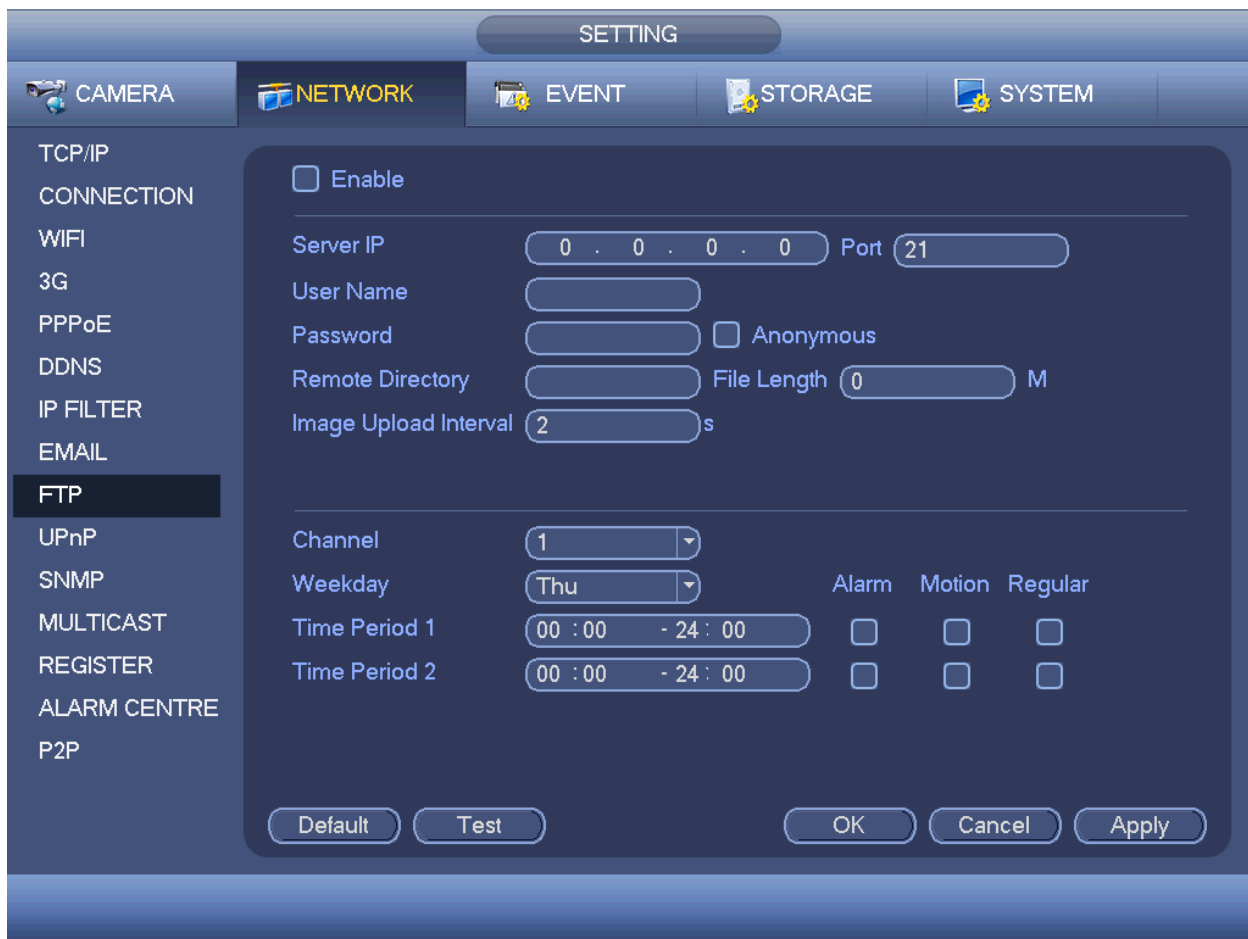 SETTING
CAMERA NETWORK EVENT STORAGE SYSTEM
TCP/IP
CONNECTION
WIFI
3G
PPPoE
DDNS
IP FILTER
EMAIL
FTP
UPnP
SNMP
MULTICAST
REGISTER
ALARM CENTRE
P2P
Enable
Server IP 0 . 0 . 0 . 0 Port 21
User Name
Password Anonymous
Remote Directory File Length 0 M
Image Upload Interval 2 s
Channel 1
Weekday Thu Alarm Motion Regular
Time Period 1 00 :00 - 24 : 00
Time Period 2 00 :00 - 24 : 00
Default Test OK Cancel Apply